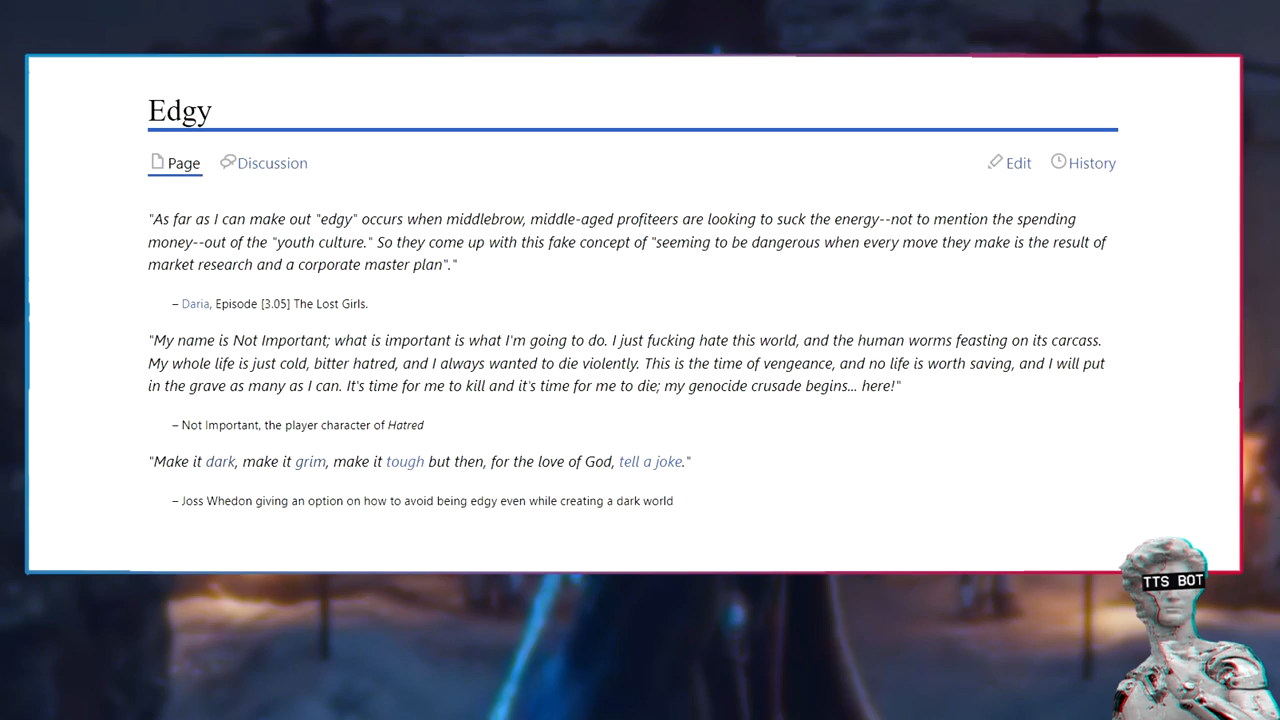 Edgy
Page Discussion Edit History
"As far as I can make out "edgy" occurs when middlebrow, middle-aged profiteers are looking to suck the energy--not to mention the spending
money--out of the "youth culture." So they come up with this fake concept of "seeming to be dangerous when every move they make is the result of
market research and a corporate master plan"."
– Daria, Episode [3.05] The Lost Girls.
"My name is Not Important; what is important is what I'm going to do. I just fucking hate this world, and the human worms feasting on its carcass.
My whole life is just cold, bitter hatred, and I always wanted to die violently. This is the time of vengeance, and no life is worth saving, and I will put
in the grave as many as I can. It's time for me to kill and it's time for me to die; my genocide crusade begins... here!"
– Not Important, the player character of Hatred
"Make it dark, make it grim, make it tough but then, for the love of God, tell a joke."
– Joss Whedon giving an option on how to avoid being edgy even while creating a dark world
TTS BOT